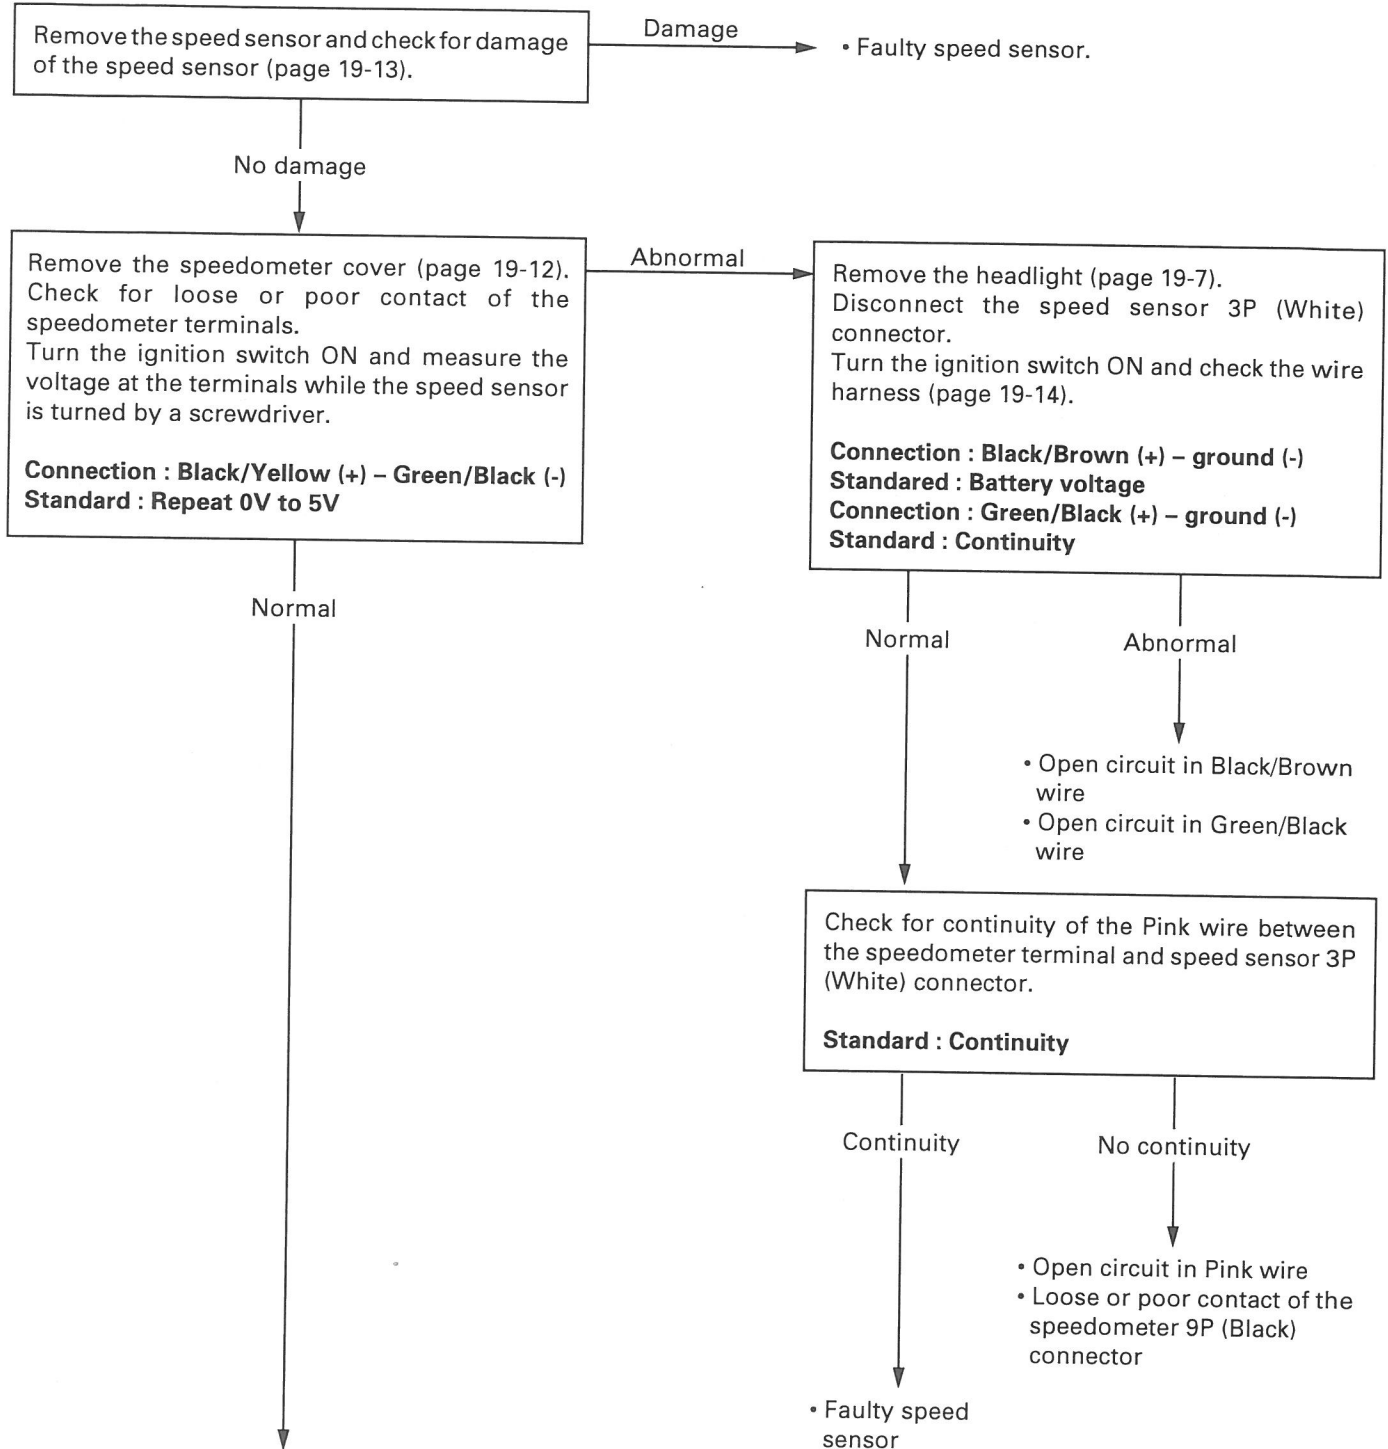 Remove the speed sensor and check for damage
of the speed sensor (page 19-13).
Damage
• Faulty speed sensor.
No damage
Remove the speedometer cover (page 19-12).
Check for loose or poor contact of the
speedometer terminals.
Turn the ignition switch ON and measure the
voltage at the terminals while the speed sensor
is turned by a screwdriver.
Connection : Black/Yellow (+) – Green/Black (-)
Standard : Repeat 0V to 5V
Abnormal
Remove the headlight (page 19-7).
Disconnect the speed sensor 3P (White)
connector.
Turn the ignition switch ON and check the wire
harness (page 19-14).
Connection : Black/Brown (+) – ground (-)
Standared : Battery voltage
Connection : Green/Black (+) – ground (-)
Standard : Continuity
Normal
Normal
Abnormal
• Open circuit in Black/Brown
wire
• Open circuit in Green/Black
wire
Check for continuity of the Pink wire between
the speedometer terminal and speed sensor 3P
(White) connector.
Standard : Continuity
Continuity
No continuity
• Open circuit in Pink wire
• Loose or poor contact of the
speedometer 9P (Black)
connector
• Faulty speed
sensor